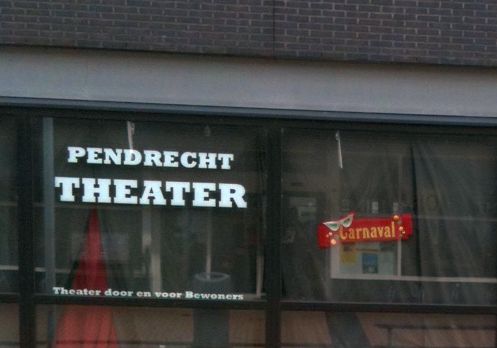 PENDRECHT
THEATER
Carnaval
Theater door en voor Bewoners